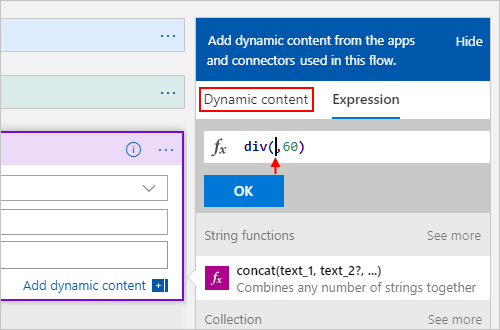 Add dynamic content from the apps
and connectors used in this flow.
Hide
Dynamic content
Expression
fx
div(,60)
OK
String functions
See more
fx
concat(text_1, text_2?, ...)
Combines any number of strings together
Collection
See more
Add dynamic content